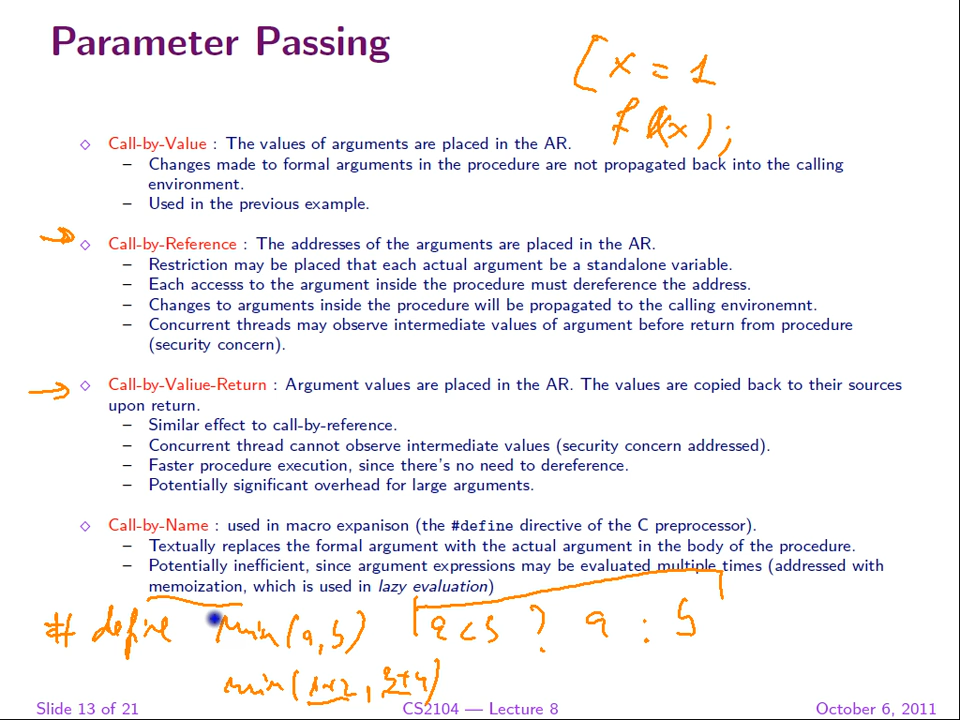 Parameter Passing
[ x = 1
f(x);
◇ Call-by-Value : The values of arguments are placed in the AR.
– Changes made to formal arguments in the procedure are not propagated back into the calling
environment.
– Used in the previous example.
→ ◇ Call-by-Reference : The addresses of the arguments are placed in the AR.
– Restriction may be placed that each actual argument be a standalone variable.
– Each accesss to the argument inside the procedure must dereference the address.
– Changes to arguments inside the procedure will be propagated to the calling environemnt.
– Concurrent threads may observe intermediate values of argument before return from procedure
(security concern).
→ ◇ Call-by-Valiue-Return : Argument values are placed in the AR. The values are copied back to their sources
upon return.
– Similar effect to call-by-reference.
– Concurrent thread cannot observe intermediate values (security concern addressed).
– Faster procedure execution, since there's no need to dereference.
– Potentially significant overhead for large arguments.
◇ Call-by-Name : used in macro expanison (the #define directive of the C preprocessor).
– Textually replaces the formal argument with the actual argument in the body of the procedure.
– Potentially inefficient, since argument expressions may be evaluated multiple times (addressed with
memoization, which is used in lazy evaluation)
# define min(a,b) a<b ? a : b
min(1+2, 3+4)
Slide 13 of 21 CS2104 — Lecture 8 October 6, 2011